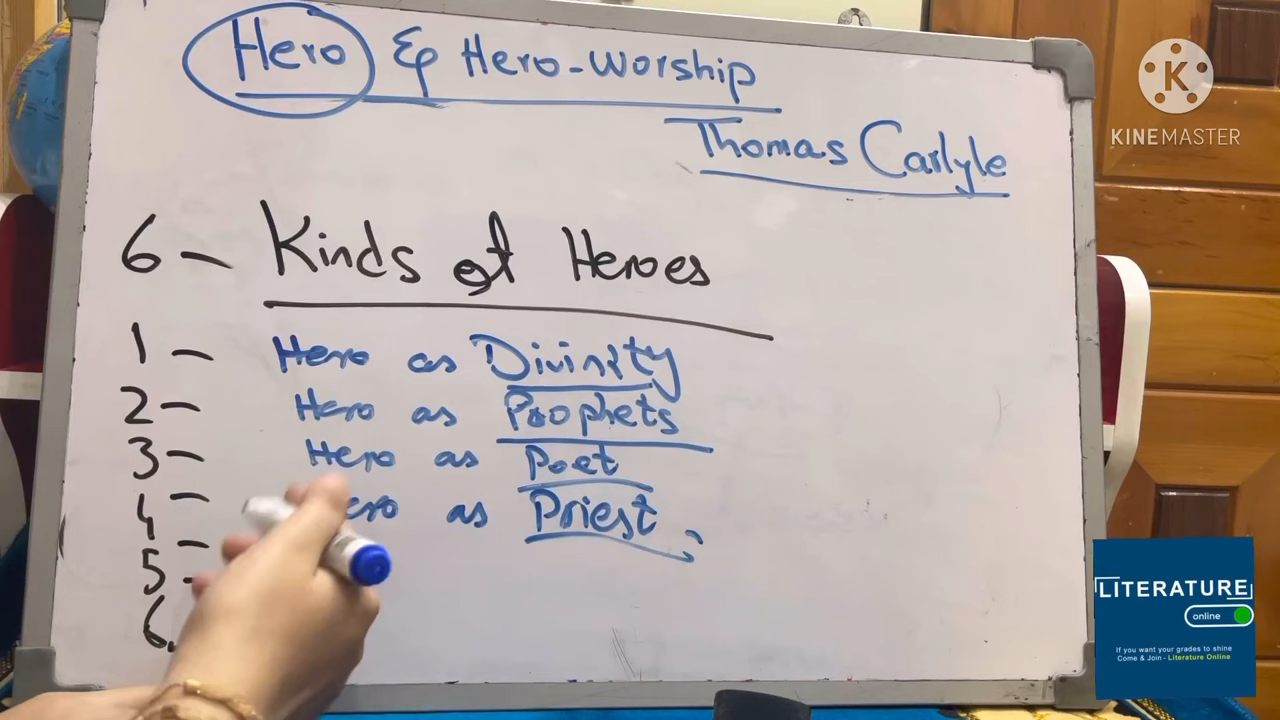 Hero & Hero-worship
Thomas Carlyle
6 - Kinds of Heroes
1 - Hero as Divinity
2 - Hero as Prophets
3 - Hero as Poet
4 - ero as Priest
5 -
6.
K
KINEMASTER
LITERATURE
online
If you want your grades to shine
Come & Join - Literature Online